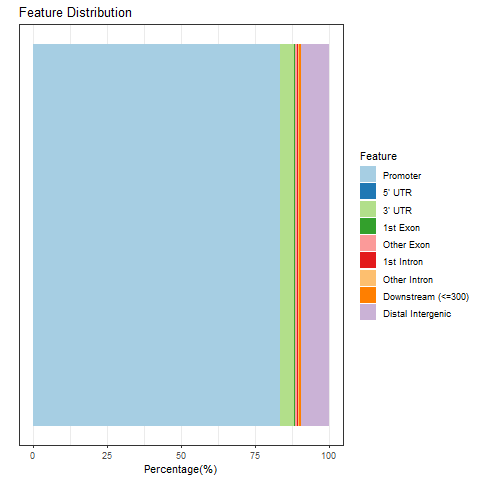 Feature Distribution
Feature
Promoter
5' UTR
3' UTR
1st Exon
Other Exon
1st Intron
Other Intron
Downstream (<=300)
Distal Intergenic
0 25 50 75 100
Percentage(%)